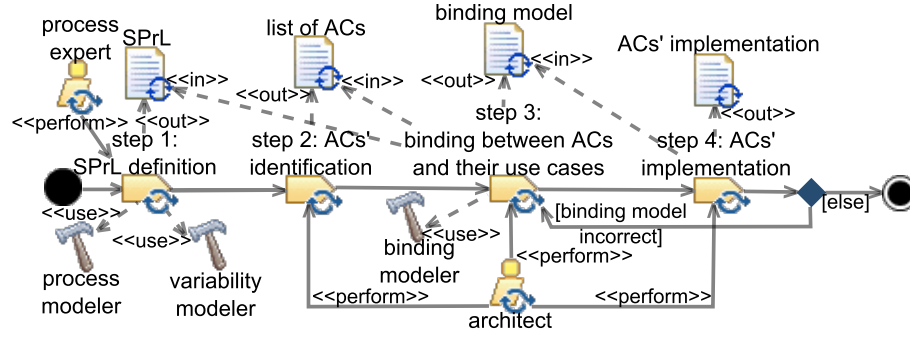 process
expert
SPrL
list of ACs
binding model
ACs' implementation
<<in>>
<<out>>
<<in>>
<<out>>
<<in>>
<<out>>
<<perform>>
<<out>>
step 1:
SPrL definition
step 2: ACs'
identification
step 3:
binding between ACs
and their use cases
step 4: ACs'
implementation
<<use>>
<<use>>
<<use>>
[binding model
incorrect]
[else]
process
modeler
variability
modeler
binding
modeler
<<perform>>
<<perform>>
<<perform>>
architect